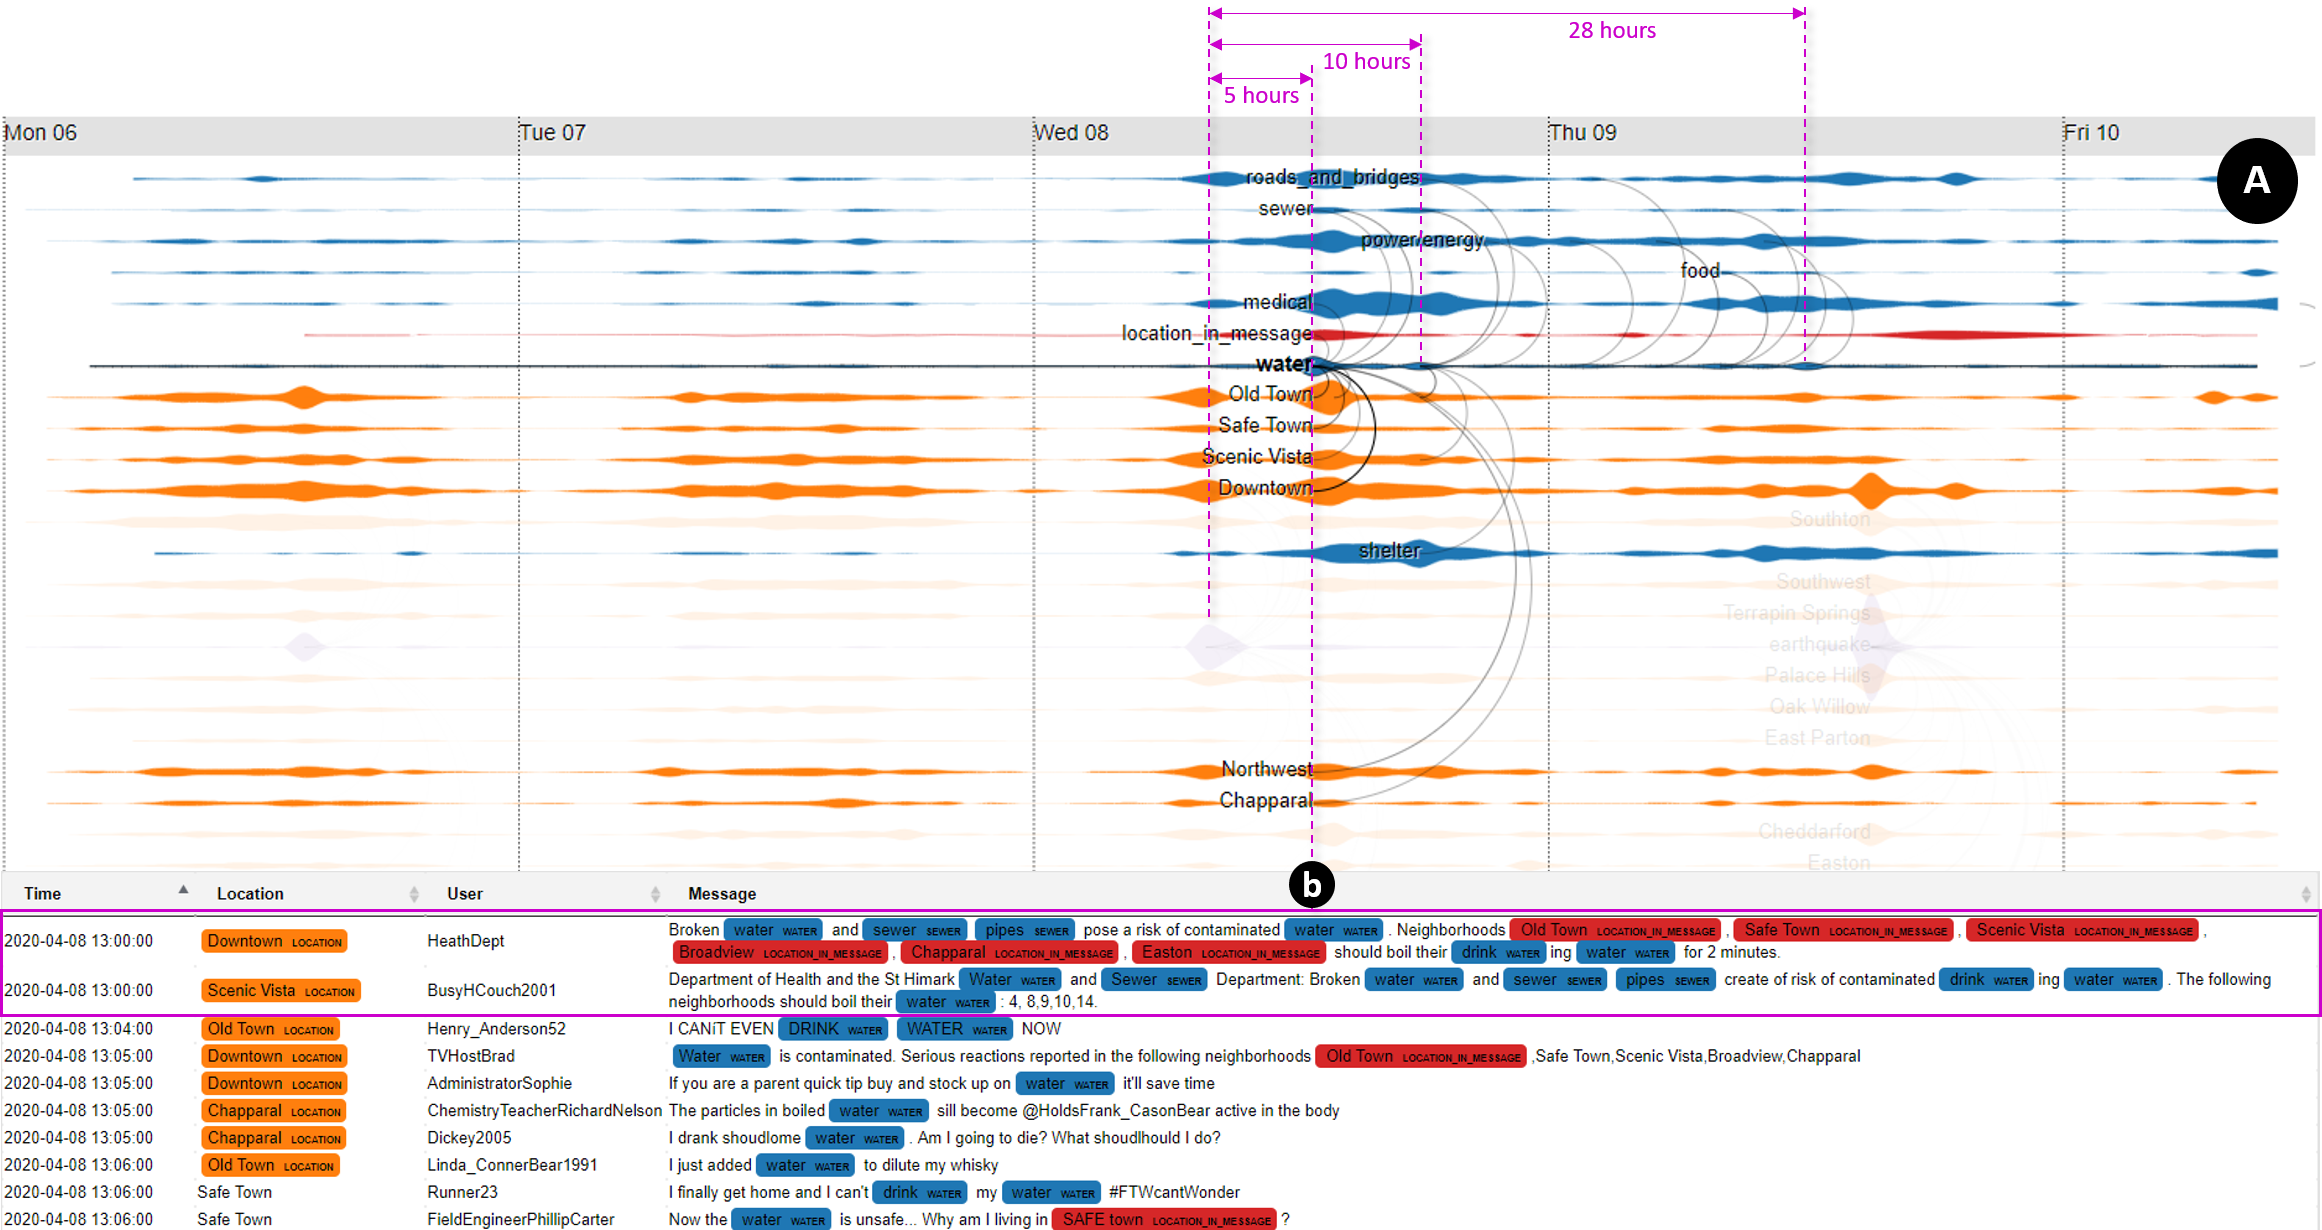 28 hours
10 hours
5 hours
Mon 06 Tue 07 Wed 08 Thu 09 Fri 10
A
roads_and_bridges
sewer
power/energy
food
medical
location_in_message
water
Old Town
Safe Town
Scenic Vista
Downtown
Southton
shelter
Southwest
Terrapin Springs
earthquake
Palace Hills
Oak Willow
East Parton
Northwest
Chapparal
Cheddarford
Easton
b
Time Location User Message
2020-04-08 13:00:00 Downtown LOCATION HeathDept Broken water WATER and sewer SEWER pipes SEWER pose a risk of contaminated water WATER . Neighborhoods Old Town LOCATION_IN_MESSAGE , Safe Town LOCATION_IN_MESSAGE , Scenic Vista LOCATION_IN_MESSAGE ,
Broadview LOCATION_IN_MESSAGE , Chapparal LOCATION_IN_MESSAGE , Easton LOCATION_IN_MESSAGE should boil their drink WATER ing water WATER for 2 minutes.
2020-04-08 13:00:00 Scenic Vista LOCATION BusyHCouch2001 Department of Health and the St Himark Water WATER and Sewer SEWER Department: Broken water WATER and sewer SEWER pipes SEWER create of risk of contaminated drink WATER ing water WATER . The following
neighborhoods should boil their water WATER : 4, 8,9,10,14.
2020-04-08 13:04:00 Old Town LOCATION Henry_Anderson52 I CANíT EVEN DRINK WATER WATER WATER NOW
2020-04-08 13:05:00 Downtown LOCATION TVHostBrad Water WATER is contaminated. Serious reactions reported in the following neighborhoods Old Town LOCATION_IN_MESSAGE ,Safe Town,Scenic Vista,Broadview,Chapparal
2020-04-08 13:05:00 Downtown LOCATION AdministratorSophie If you are a parent quick tip buy and stock up on water WATER it'll save time
2020-04-08 13:05:00 Chapparal LOCATION ChemistryTeacherRichardNelson The particles in boiled water WATER sill become @HoldsFrank_CasonBear active in the body
2020-04-08 13:05:00 Chapparal LOCATION Dickey2005 I drank shoudlome water WATER . Am I going to die? What shoudlhould I do?
2020-04-08 13:06:00 Old Town LOCATION Linda_ConnerBear1991 I just added water WATER to dilute my whisky
2020-04-08 13:06:00 Safe Town Runner23 I finally get home and I can't drink WATER my water WATER #FTWcantWonder
2020-04-08 13:06:00 Safe Town FieldEngineerPhillipCarter Now the water WATER is unsafe... Why am I living in SAFE town LOCATION_IN_MESSAGE ?